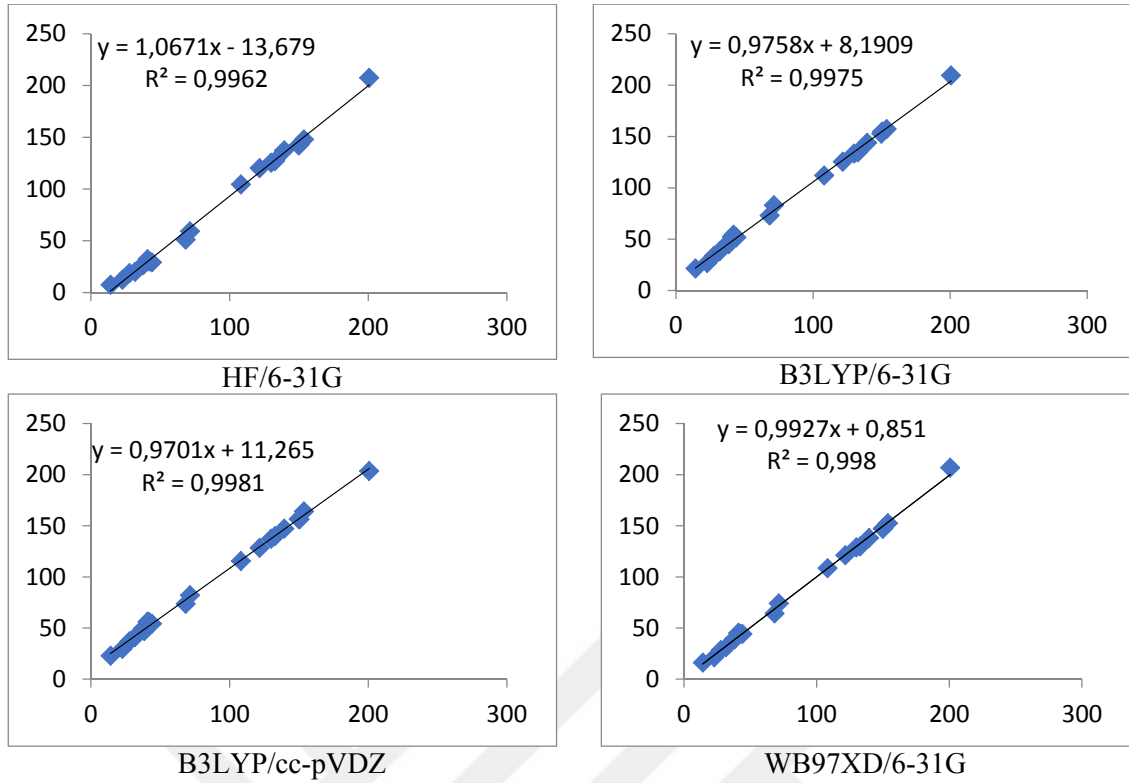 y = 1,0671x - 13,679
R² = 0,9962
250
200
150
100
50
0
0 100 200 300
HF/6-31G
y = 0,9758x + 8,1909
R² = 0,9975
250
200
150
100
50
0
0 100 200 300
B3LYP/6-31G
y = 0,9701x + 11,265
R² = 0,9981
250
200
150
100
50
0
0 100 200 300
B3LYP/cc-pVDZ
y = 0,9927x + 0,851
R² = 0,998
250
200
150
100
50
0
0 100 200 300
WB97XD/6-31G